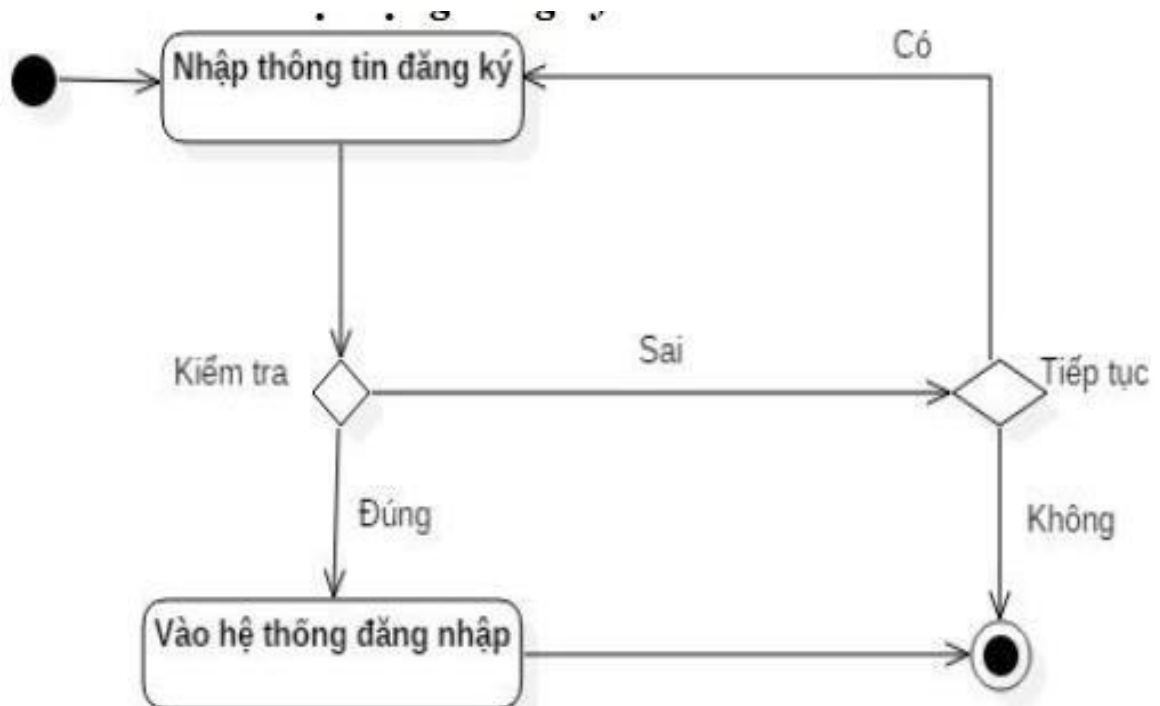 Nhập thông tin đăng ký
Có
Kiểm tra
Sai
Tiếp tục
Đúng
Không
Vào hệ thống đăng nhập